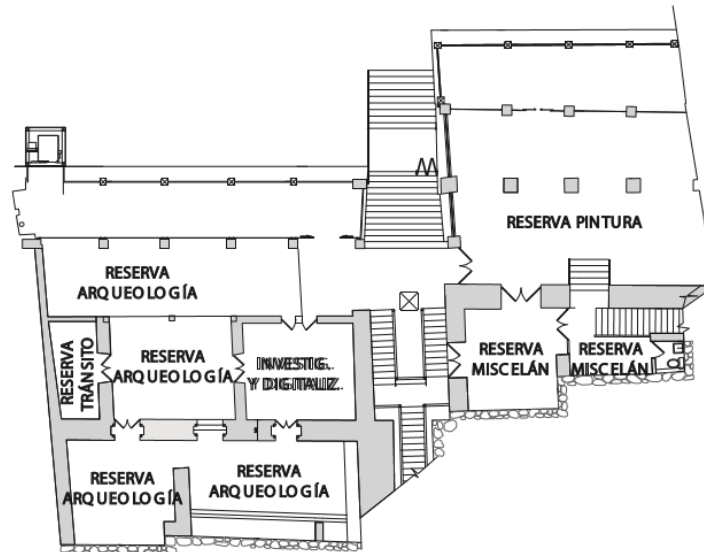 RESERVA PINTURA
RESERVA
ARQUEOLOGÍA
RESERVA
TRÁNSITO
RESERVA
ARQUEOLOGÍA
INVESTIG.
Y DIGITALIZ.
RESERVA
MISCELÁN
RESERVA
MISCELÁN
RESERVA
ARQUEOLOGÍA
RESERVA
ARQUEOLOGÍA